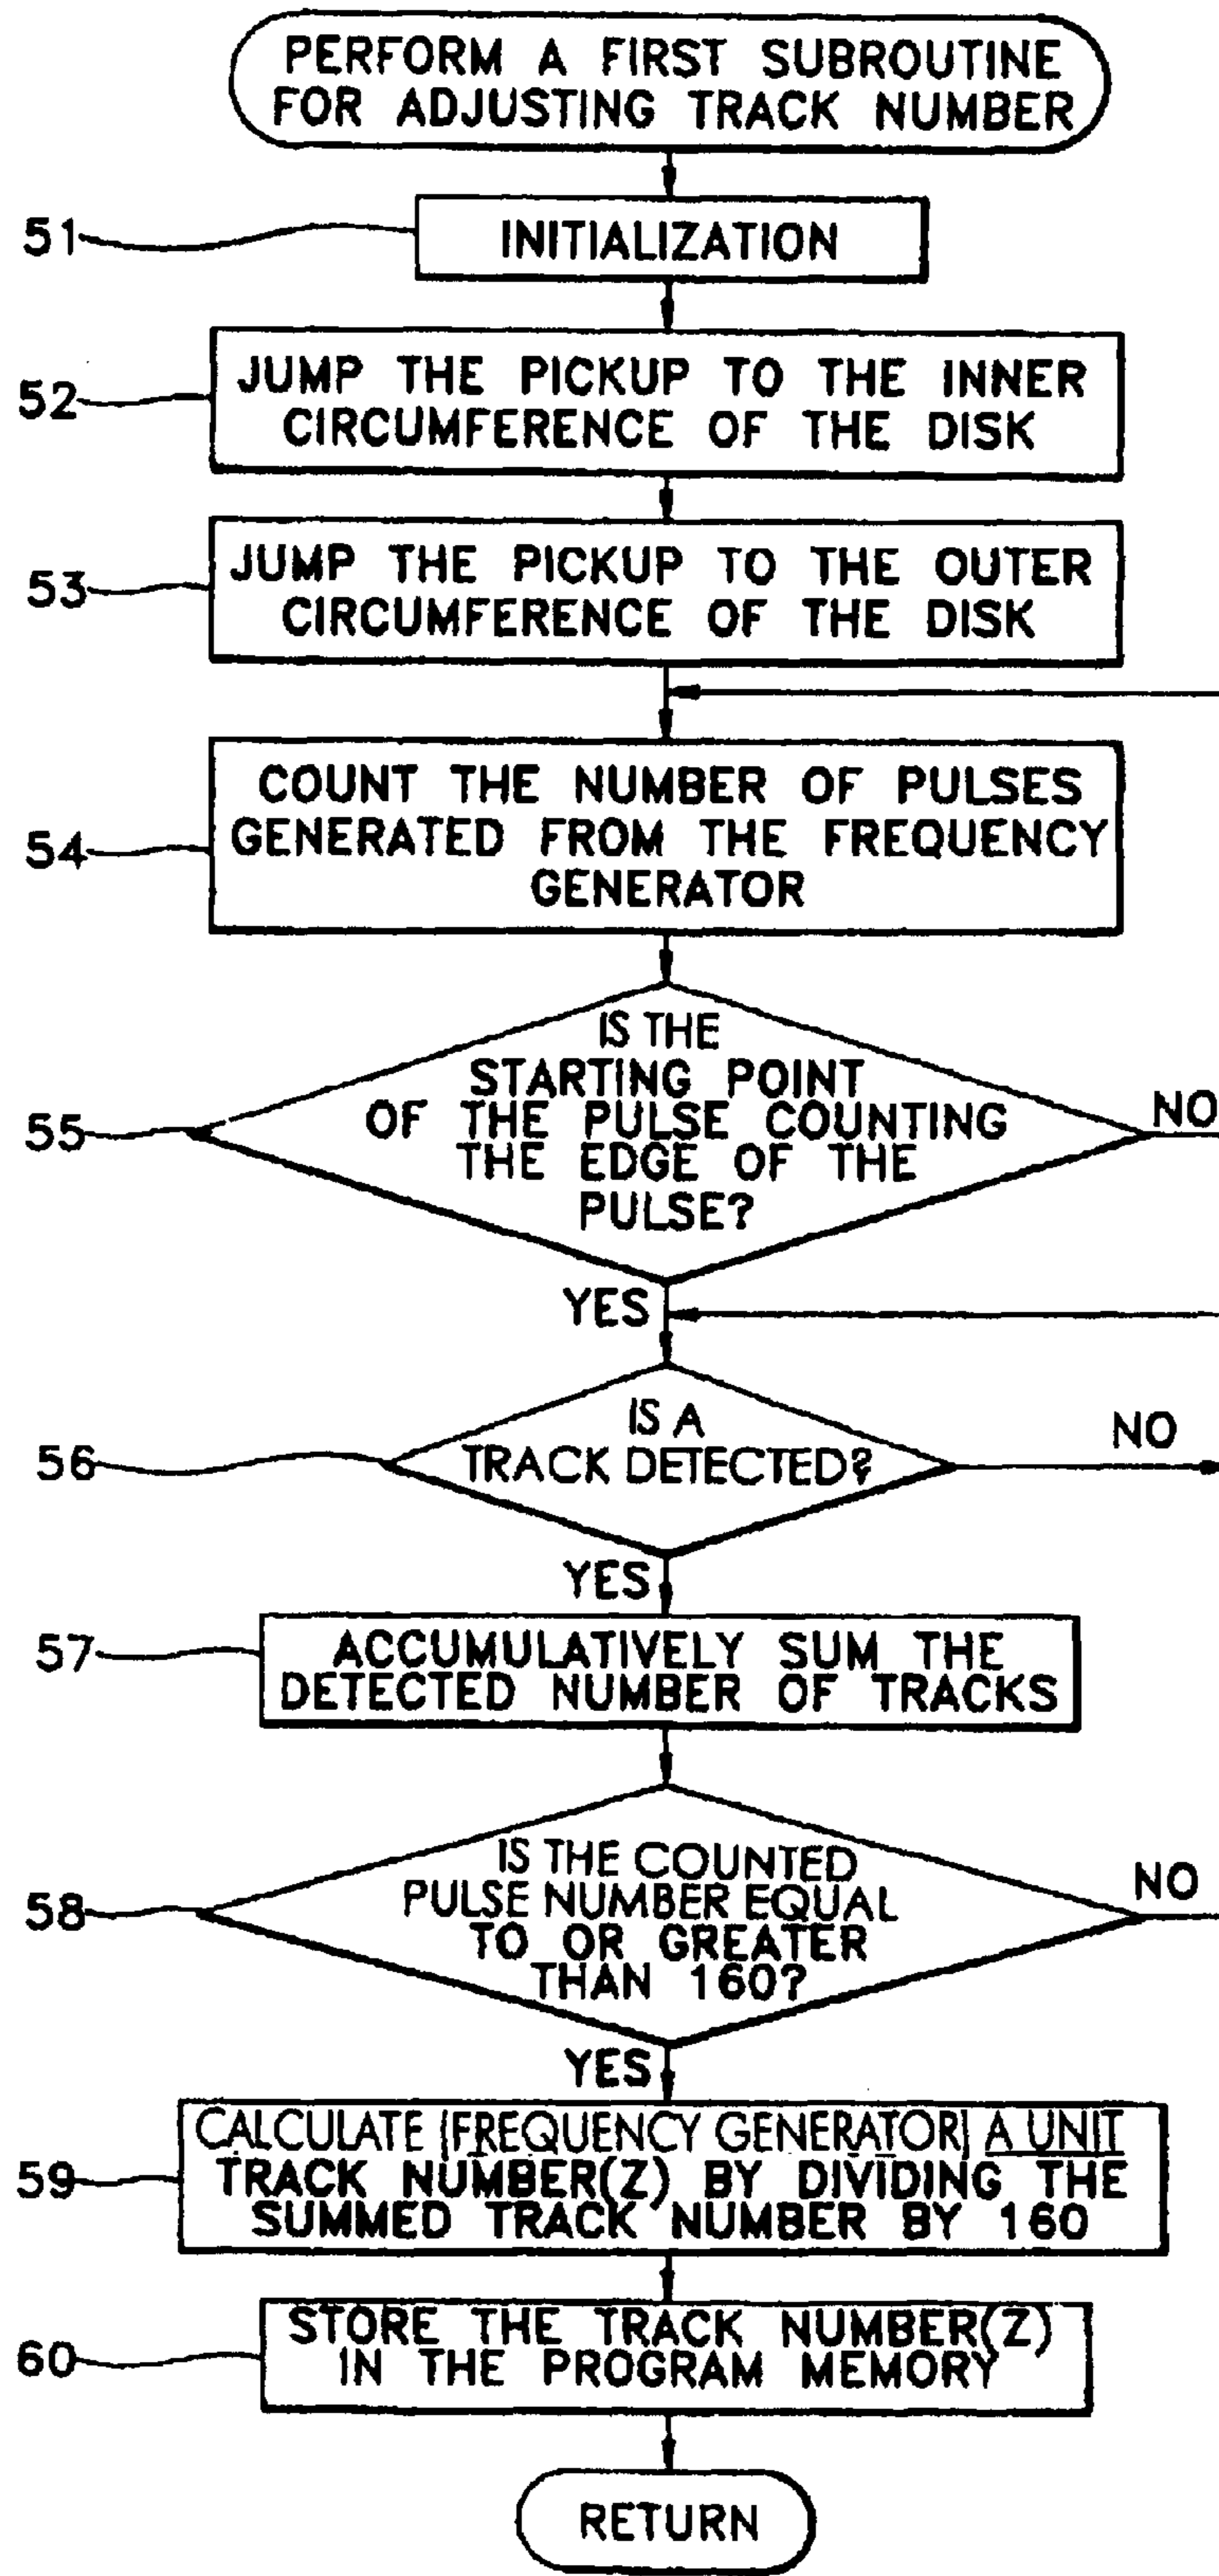 PERFORM A FIRST SUBROUTINE
FOR ADJUSTING TRACK NUMBER
51
INITIALIZATION
52
JUMP THE PICKUP TO THE INNER
CIRCUMFERENCE OF THE DISK
53
JUMP THE PICKUP TO THE OUTER
CIRCUMFERENCE OF THE DISK
54
COUNT THE NUMBER OF PULSES
GENERATED FROM THE FREQUENCY
GENERATOR
55
IS THE
STARTING POINT
OF THE PULSE COUNTING
THE EDGE OF THE
PULSE?
NO
YES
56
IS A
TRACK DETECTED?
NO
YES
57
ACCUMULATIVELY SUM THE
DETECTED NUMBER OF TRACKS
58
IS THE COUNTED
PULSE NUMBER EQUAL
TO OR GREATER
THAN 160?
NO
YES
59
CALCULATE [FREQUENCY GENERATOR] A UNIT
TRACK NUMBER(Z) BY DIVIDING THE
SUMMED TRACK NUMBER BY 160
60
STORE THE TRACK NUMBER(Z)
IN THE PROGRAM MEMORY
RETURN